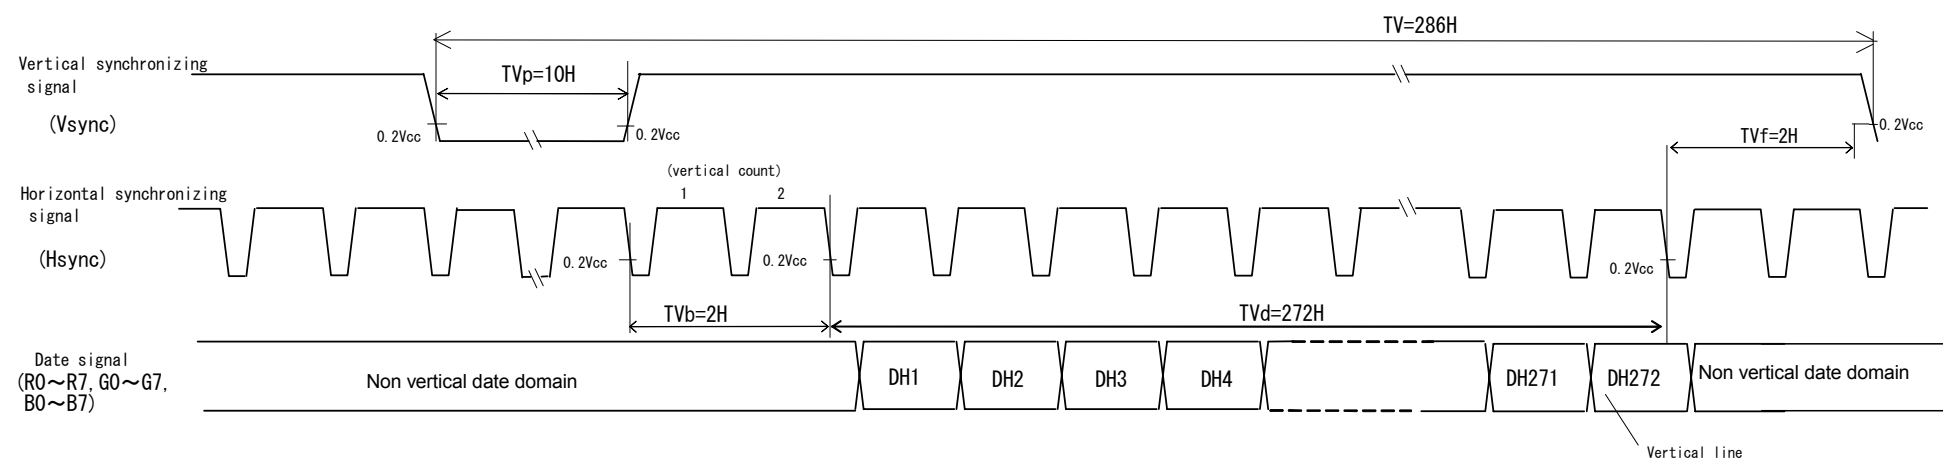 TV=286H
Vertical synchronizing
signal
(Vsync)
TVp=10H
0.2Vcc
0.2Vcc
0.2Vcc
TVf=2H
(vertical count)
1 2
Horizontal synchronizing
signal
(Hsync)
0.2Vcc
0.2Vcc
0.2Vcc
TVb=2H
TVd=272H
Date signal
(R0～R7,G0～G7,
B0～B7)
Non vertical date domain
DH1
DH2
DH3
DH4
DH271
DH272
Non vertical date domain
Vertical line